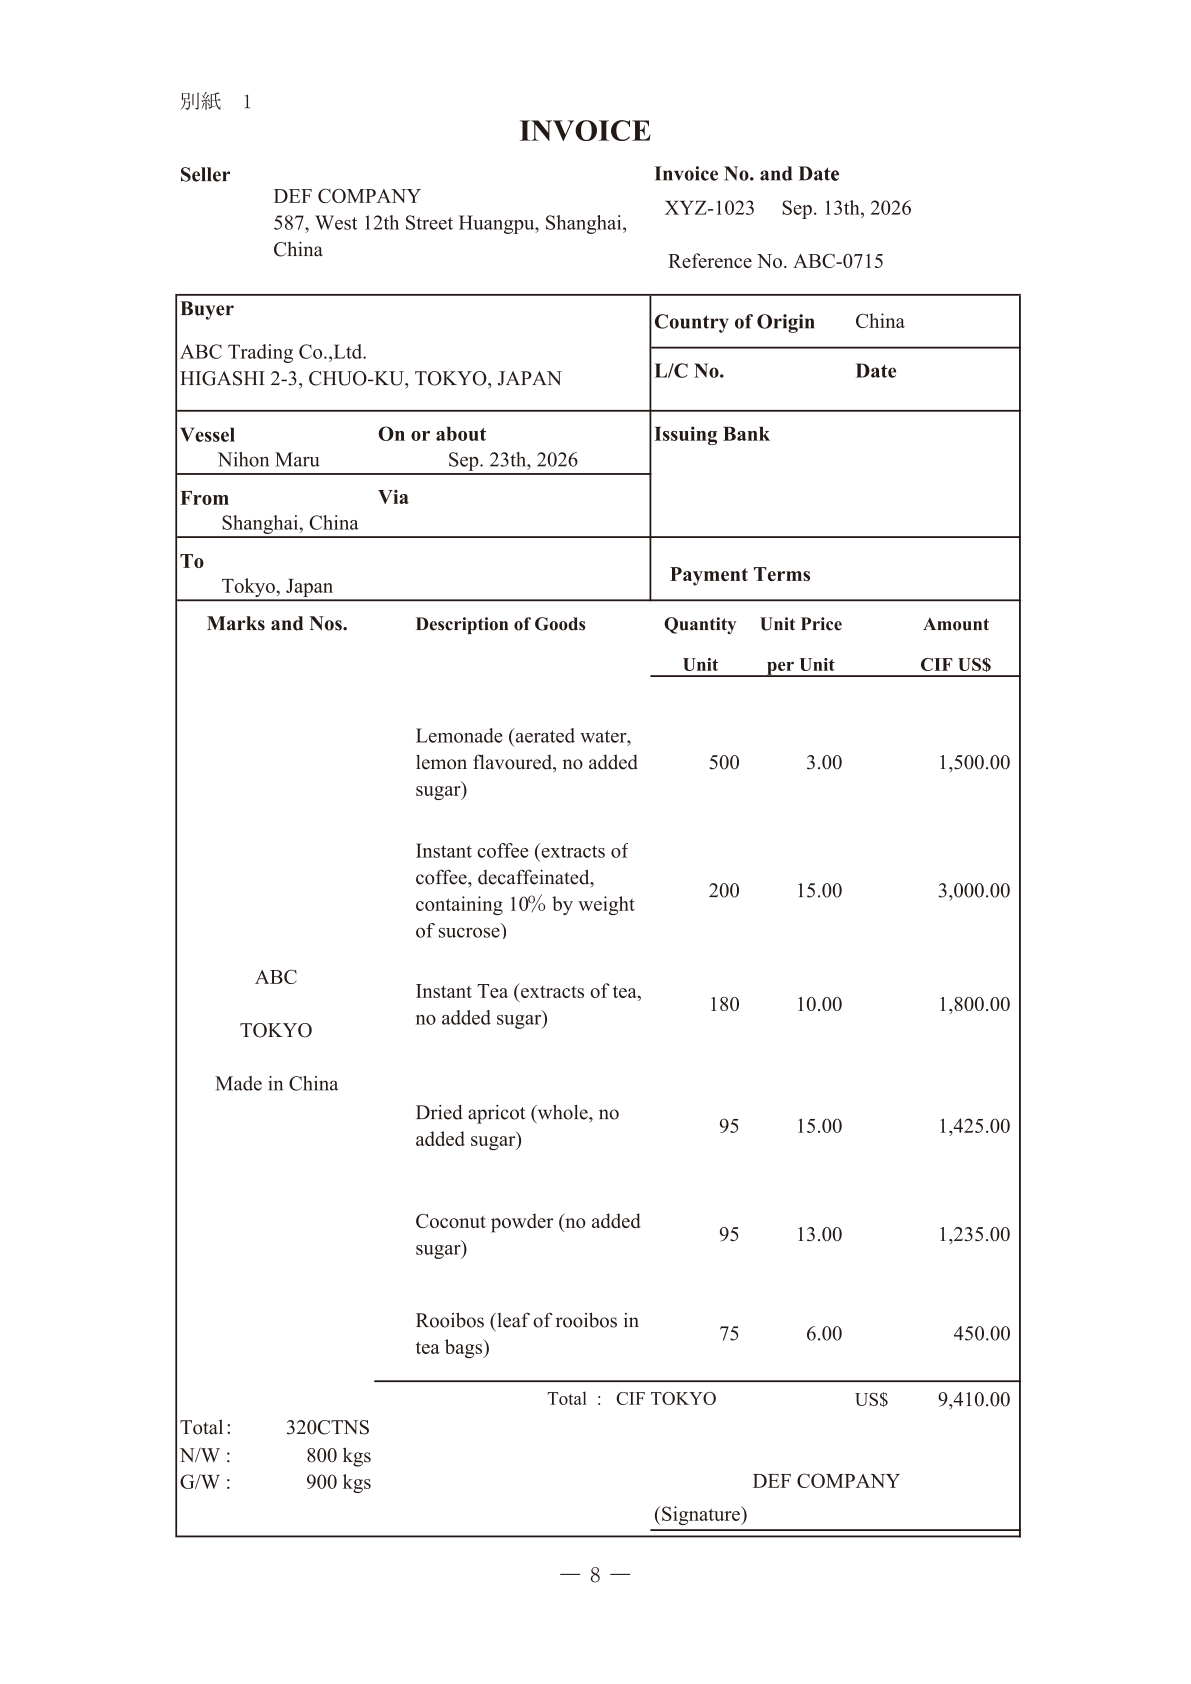 別紙　1
INVOICE
Seller
DEF COMPANY
587, West 12th Street Huangpu, Shanghai,
China
Invoice No. and Date
XYZ-1023 Sep. 13th, 2026
Reference No. ABC-0715
Buyer
ABC Trading Co.,Ltd.
HIGASHI 2-3, CHUO-KU, TOKYO, JAPAN
Country of Origin China
L/C No. Date
Vessel On or about
Nihon Maru Sep. 23th, 2026
Issuing Bank
From Via
Shanghai, China
To
Tokyo, Japan
Payment Terms
Marks and Nos. Description of Goods Quantity Unit Price Amount
Unit per Unit CIF US$
Lemonade (aerated water,
lemon flavoured, no added 500 3.00 1,500.00
sugar)
Instant coffee (extracts of
coffee, decaffeinated,
containing 10% by weight 200 15.00 3,000.00
of sucrose)
ABC
TOKYO
Made in China
Instant Tea (extracts of tea,
no added sugar) 180 10.00 1,800.00
Dried apricot (whole, no
added sugar) 95 15.00 1,425.00
Coconut powder (no added
sugar) 95 13.00 1,235.00
Rooibos (leaf of rooibos in
tea bags) 75 6.00 450.00
Total : CIF TOKYO US$ 9,410.00
Total : 320CTNS
N/W : 800 kgs
G/W : 900 kgs
DEF COMPANY
(Signature)
― 8 ―